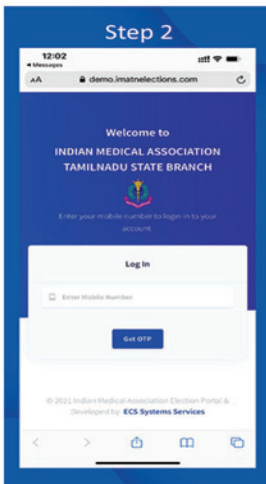 Step 2
12:02
◂ Messages
AA demo.imatnelections.com
Welcome to
INDIAN MEDICAL ASSOCIATION
TAMILNADU STATE BRANCH
Enter your mobile number to login in to your
account
Log In
Enter Mobile Number
Get OTP
© 2021 Indian Medical Association Election Portal &
Developed by ECS Systems Services